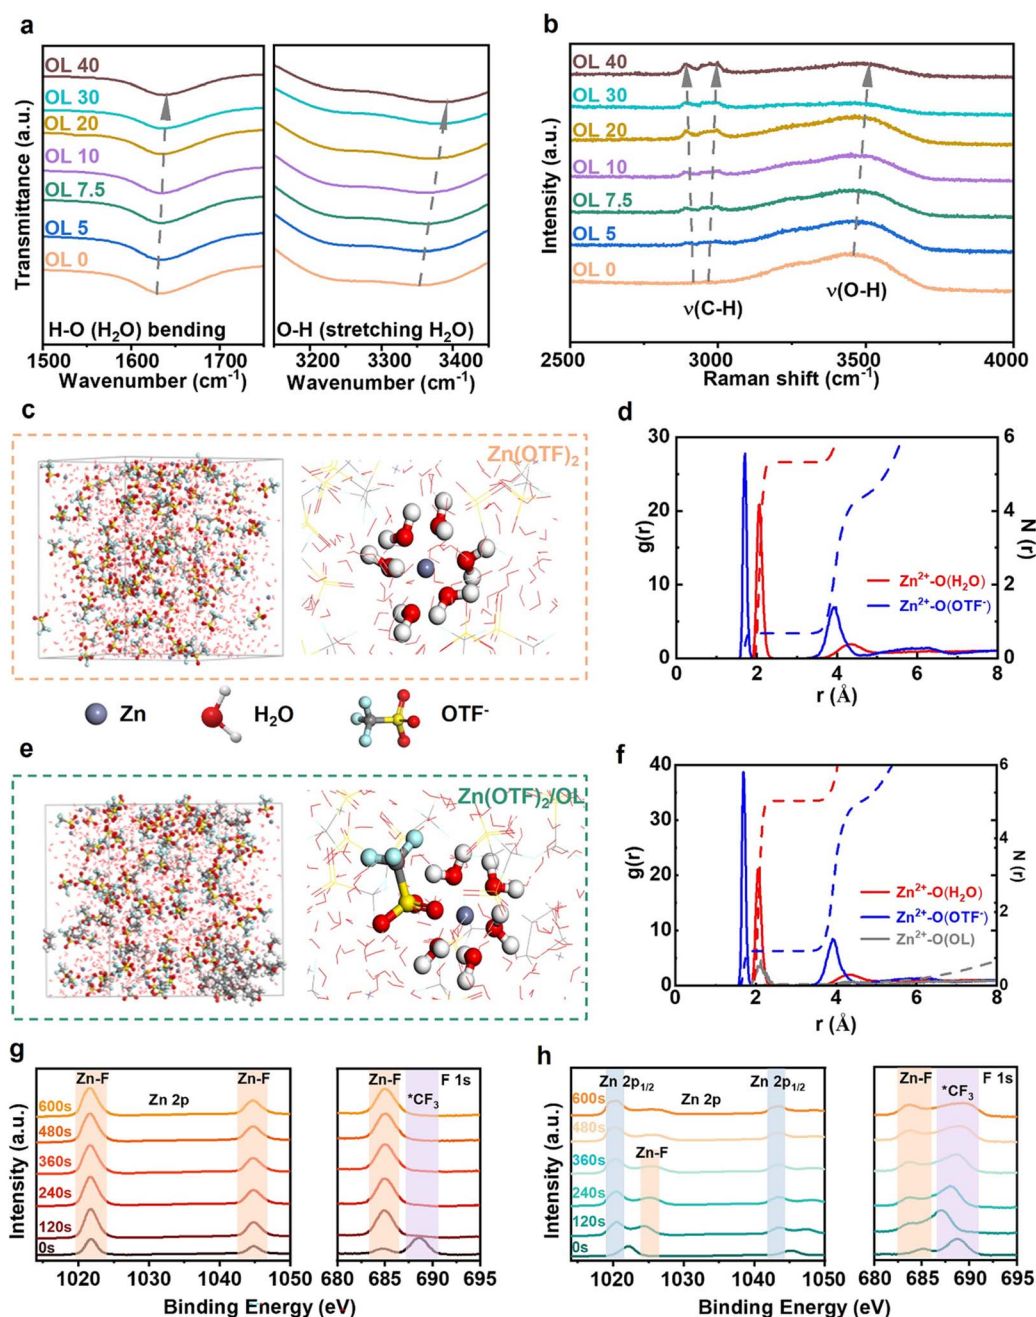 a
OL 40
OL 30
OL 20
OL 10
OL 7.5
OL 5
OL 0
Transmittance (a.u.)
H-O (H₂O) bending
O-H (stretching H₂O)
1500 1600 1700
3200 3300 3400
Wavenumber (cm⁻¹)
Wavenumber (cm⁻¹)
b
OL 40
OL 30
OL 20
OL 10
OL 7.5
OL 5
OL 0
Intensity (a.u.)
ν(C-H)
ν(O-H)
2500 3000 3500 4000
Raman shift (cm⁻¹)
c
Zn(OTF)₂
Zn
H₂O
OTF⁻
d
30
20
10
0
g(r)
6
4
2
0
N (r)
Zn²⁺-O(H₂O)
Zn²⁺-O(OTF⁻)
0 2 4 6 8
r (Å)
e
Zn(OTF)₂/OL
f
40
30
20
10
0
g(r)
6
4
2
0
N (r)
Zn²⁺-O(H₂O)
Zn²⁺-O(OTF⁻)
Zn²⁺-O(OL)
0 2 4 6 8
r (Å)
g
Zn-F
Zn 2p
Zn-F
Zn-F
F 1s
*CF₃
600s
480s
360s
240s
120s
0s
Intensity (a.u.)
1020 1030 1040 1050
680 685 690 695
Binding Energy (eV)
h
Zn 2p₁/₂
Zn 2p
Zn 2p₁/₂
Zn-F
Zn-F
F 1s
*CF₃
600s
480s
360s
240s
120s
0s
Intensity (a.u.)
1020 1030 1040 1050
680 685 690 695
Binding Energy (eV)